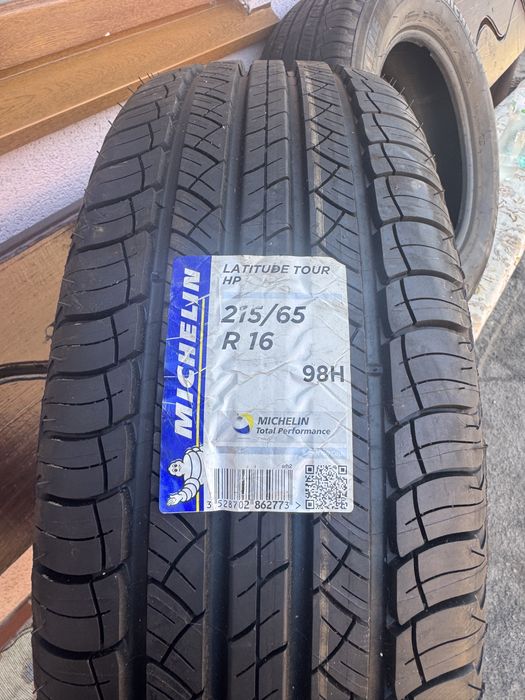 MICHELIN
LATITUDE TOUR
HP
215/65
R 16
98H
MICHELIN
Total Performance
3 528702 862773 >